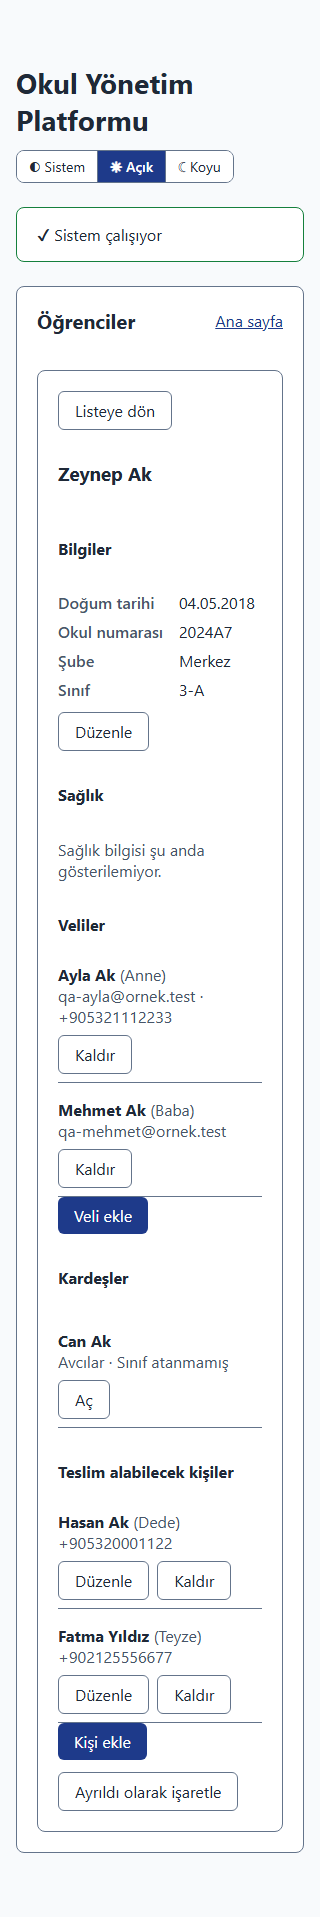 Okul Yönetim
Platformu
Sistem
Açık
Koyu
✓ Sistem çalışıyor
Öğrenciler
Ana sayfa
Listeye dön
Zeynep Ak
Bilgiler
Doğum tarihi 04.05.2018
Okul numarası 2024A7
Şube Merkez
Sınıf 3-A
Düzenle
Sağlık
Sağlık bilgisi şu anda
gösterilemiyor.
Veliler
Ayla Ak (Anne)
qa-ayla@ornek.test ·
+905321112233
Kaldır
Mehmet Ak (Baba)
qa-mehmet@ornek.test
Kaldır
Veli ekle
Kardeşler
Can Ak
Avcılar · Sınıf atanmamış
Aç
Teslim alabilecek kişiler
Hasan Ak (Dede)
+905320001122
Düzenle
Kaldır
Fatma Yıldız (Teyze)
+902125556677
Düzenle
Kaldır
Kişi ekle
Ayrıldı olarak işaretle